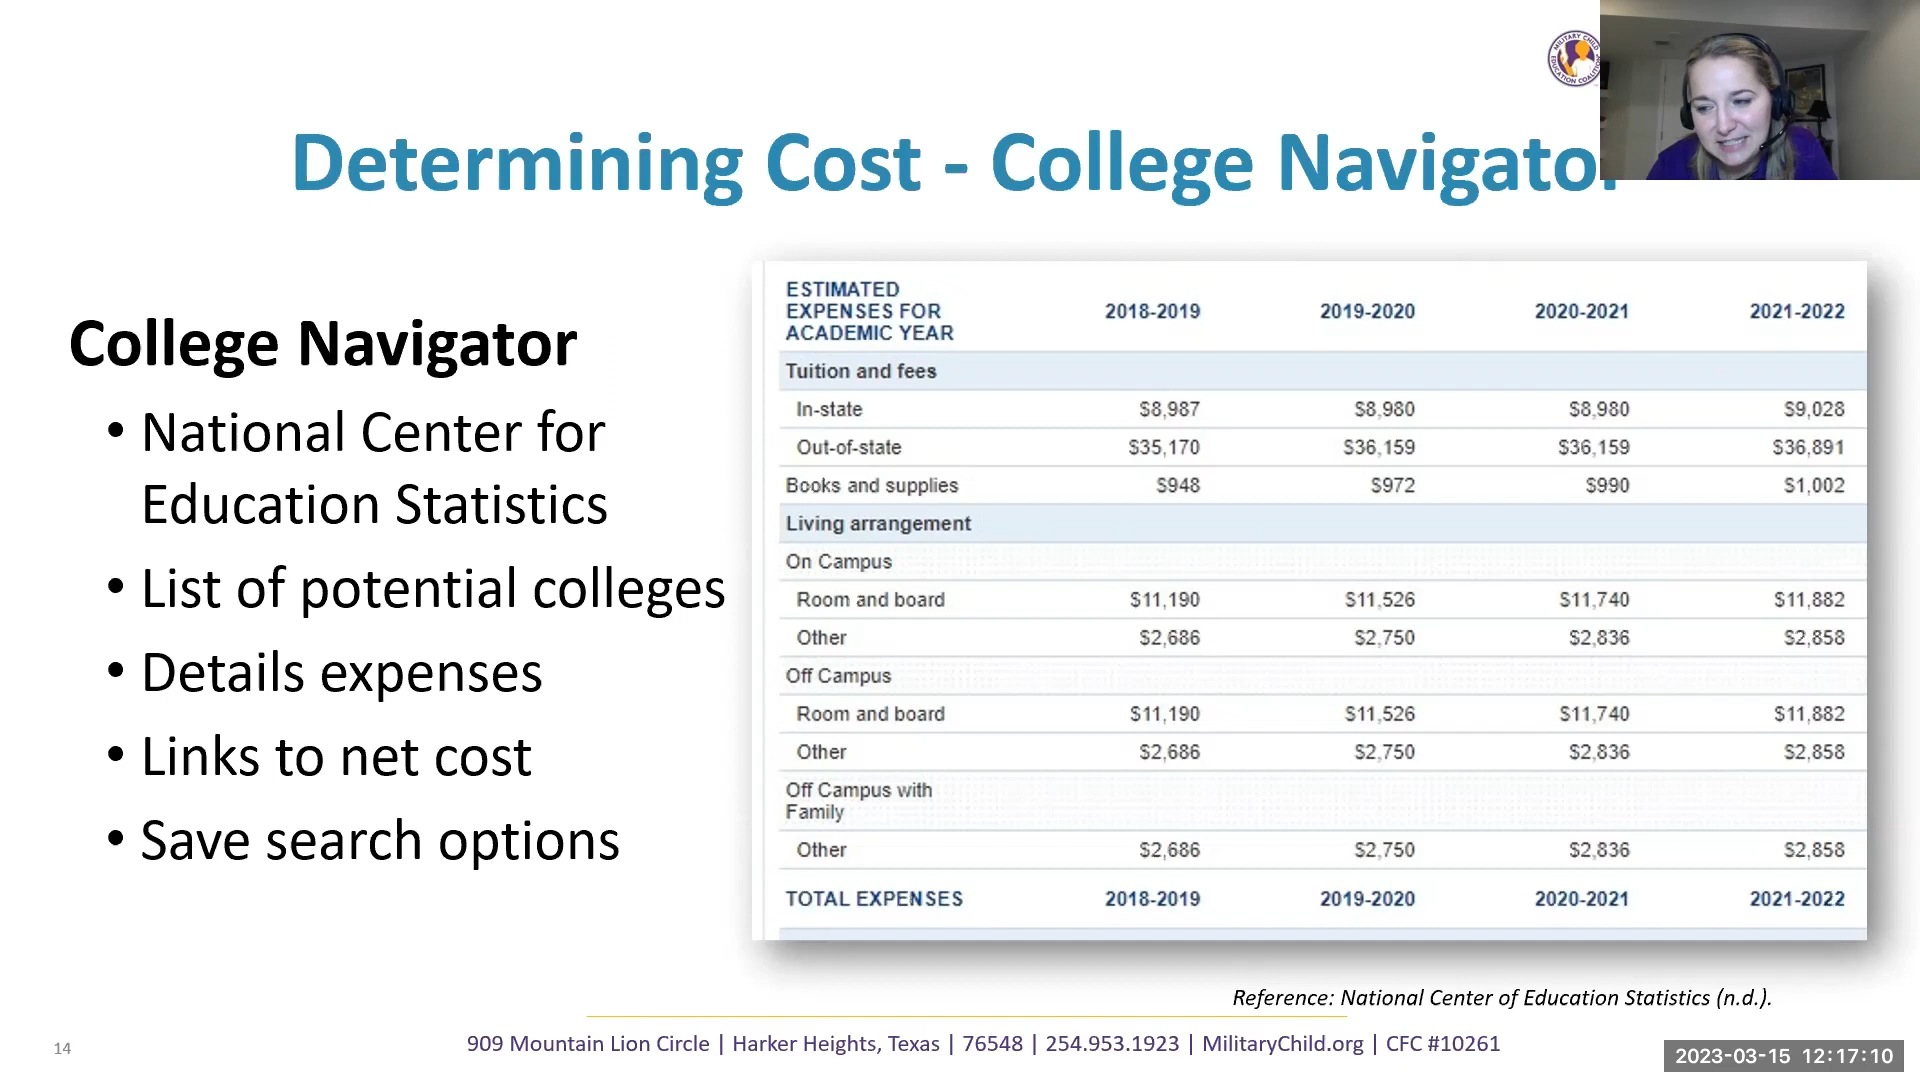 MILITARY CHILD
EDUCATION COALITION
Determining Cost - College Navigator
College Navigator
• National Center for
Education Statistics
• List of potential colleges
• Details expenses
• Links to net cost
• Save search options
ESTIMATED
EXPENSES FOR
ACADEMIC YEAR 2018-2019 2019-2020 2020-2021 2021-2022
Tuition and fees
In-state $8,987 $8,980 $8,980 $9,028
Out-of-state $35,170 $36,159 $36,159 $36,891
Books and supplies $948 $972 $990 $1,002
Living arrangement
On Campus
Room and board $11,190 $11,526 $11,740 $11,882
Other $2,686 $2,750 $2,836 $2,858
Off Campus
Room and board $11,190 $11,526 $11,740 $11,882
Other $2,686 $2,750 $2,836 $2,858
Off Campus with
Family
Other $2,686 $2,750 $2,836 $2,858
TOTAL EXPENSES 2018-2019 2019-2020 2020-2021 2021-2022
Reference: National Center of Education Statistics (n.d.).
14
909 Mountain Lion Circle | Harker Heights, Texas | 76548 | 254.953.1923 | MilitaryChild.org | CFC #10261
2023-03-15 12:17:10